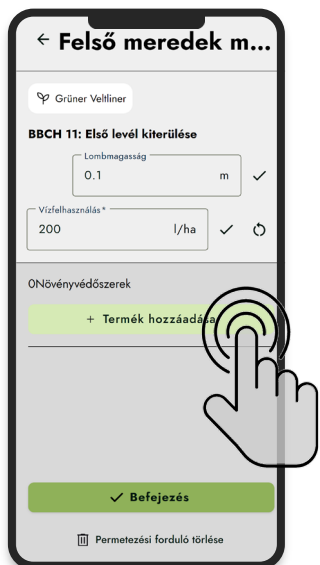 ← Felső meredek m...
Grüner Veltliner
BBCH 11: Első levél kiterülése
Lombmagasság
0.1 m
Vízfelhasználás*
200 l/ha
0Növényvédőszerek
+ Termék hozzáadása
Befejezés
Permetezési forduló törlése